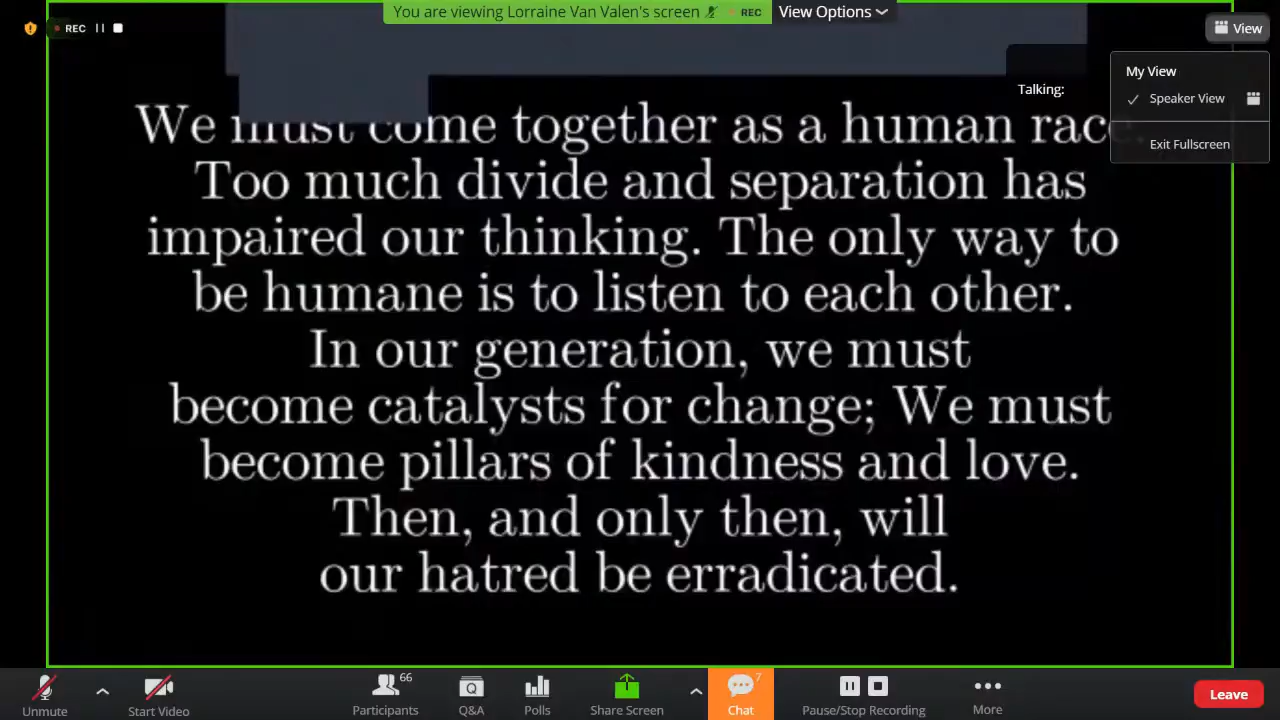 You are viewing Lorraine Van Valen's screen REC View Options
REC
View
Talking:
My View
Speaker View
Exit Fullscreen
We must come together as a human race.
Too much divide and separation has
impaired our thinking. The only way to
be humane is to listen to each other.
In our generation, we must
become catalysts for change; We must
become pillars of kindness and love.
Then, and only then, will
our hatred be erradicated.
66
7
Unmute Start Video Participants Q&A Polls Share Screen Chat Pause/Stop Recording More Leave